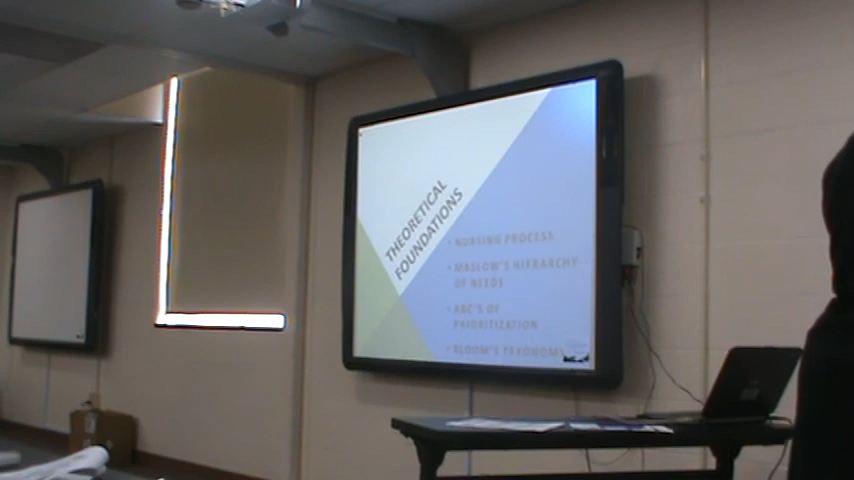 THEORETICAL
FOUNDATIONS
• NURSING PROCESS
• MASLOW'S HIERARCHY
OF NEEDS
• ABC'S OF
PRIORITIZATION
• BLOOM'S TAXONOMY